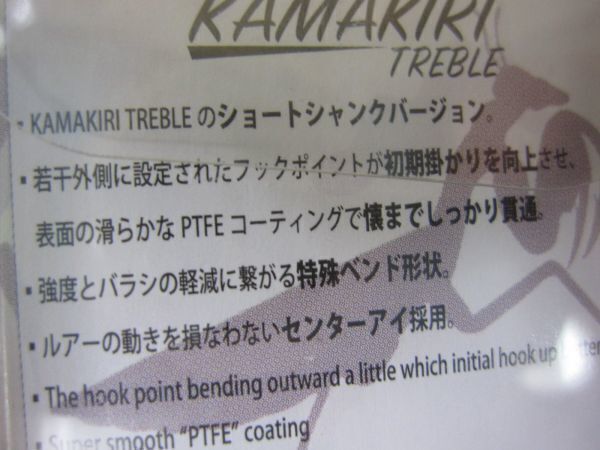 KAMAKIRI
TREBLE
・KAMAKIRI TREBLE のショートシャンクバージョン。
・若干外側に設定されたフックポイントが初期掛かりを向上させ、
表面の滑らかな PTFE コーティングで懐までしっかり貫通。
・強度とバラシの軽減に繋がる特殊ベンド形状。
・ルアーの動きを損なわないセンターアイ採用。
・The hook point bending outward a little which initial hook up better
・Super smooth "PTFE" coating